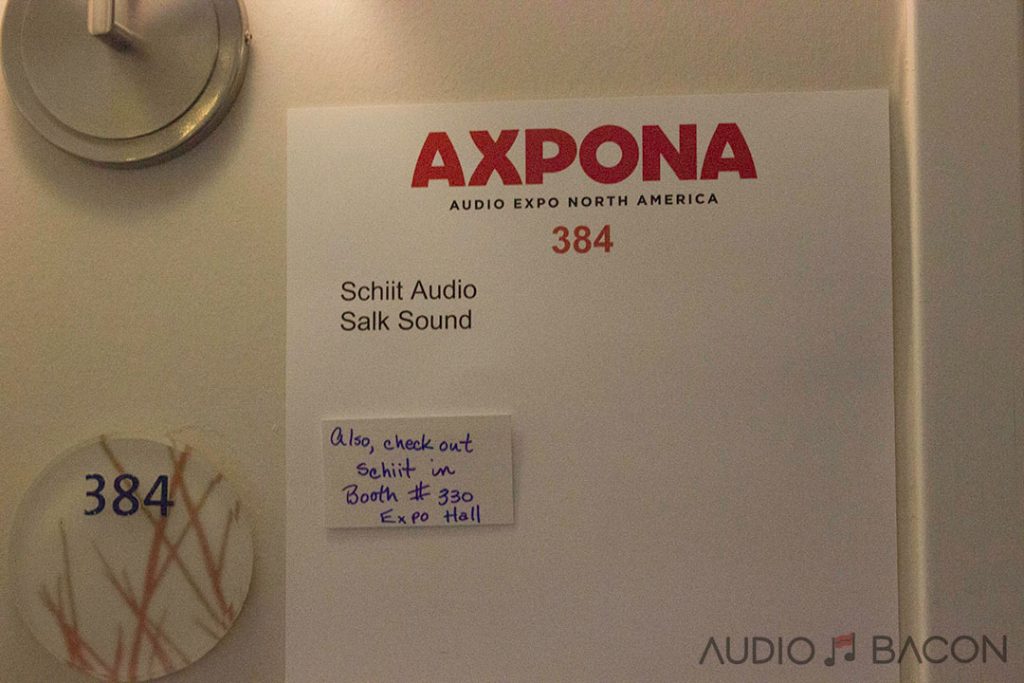 AXPONA
AUDIO EXPO NORTH AMERICA
384
Schiit Audio
Salk Sound
Also, check out
Schiit in
Booth # 330
Expo Hall
384
AUDIO BACON